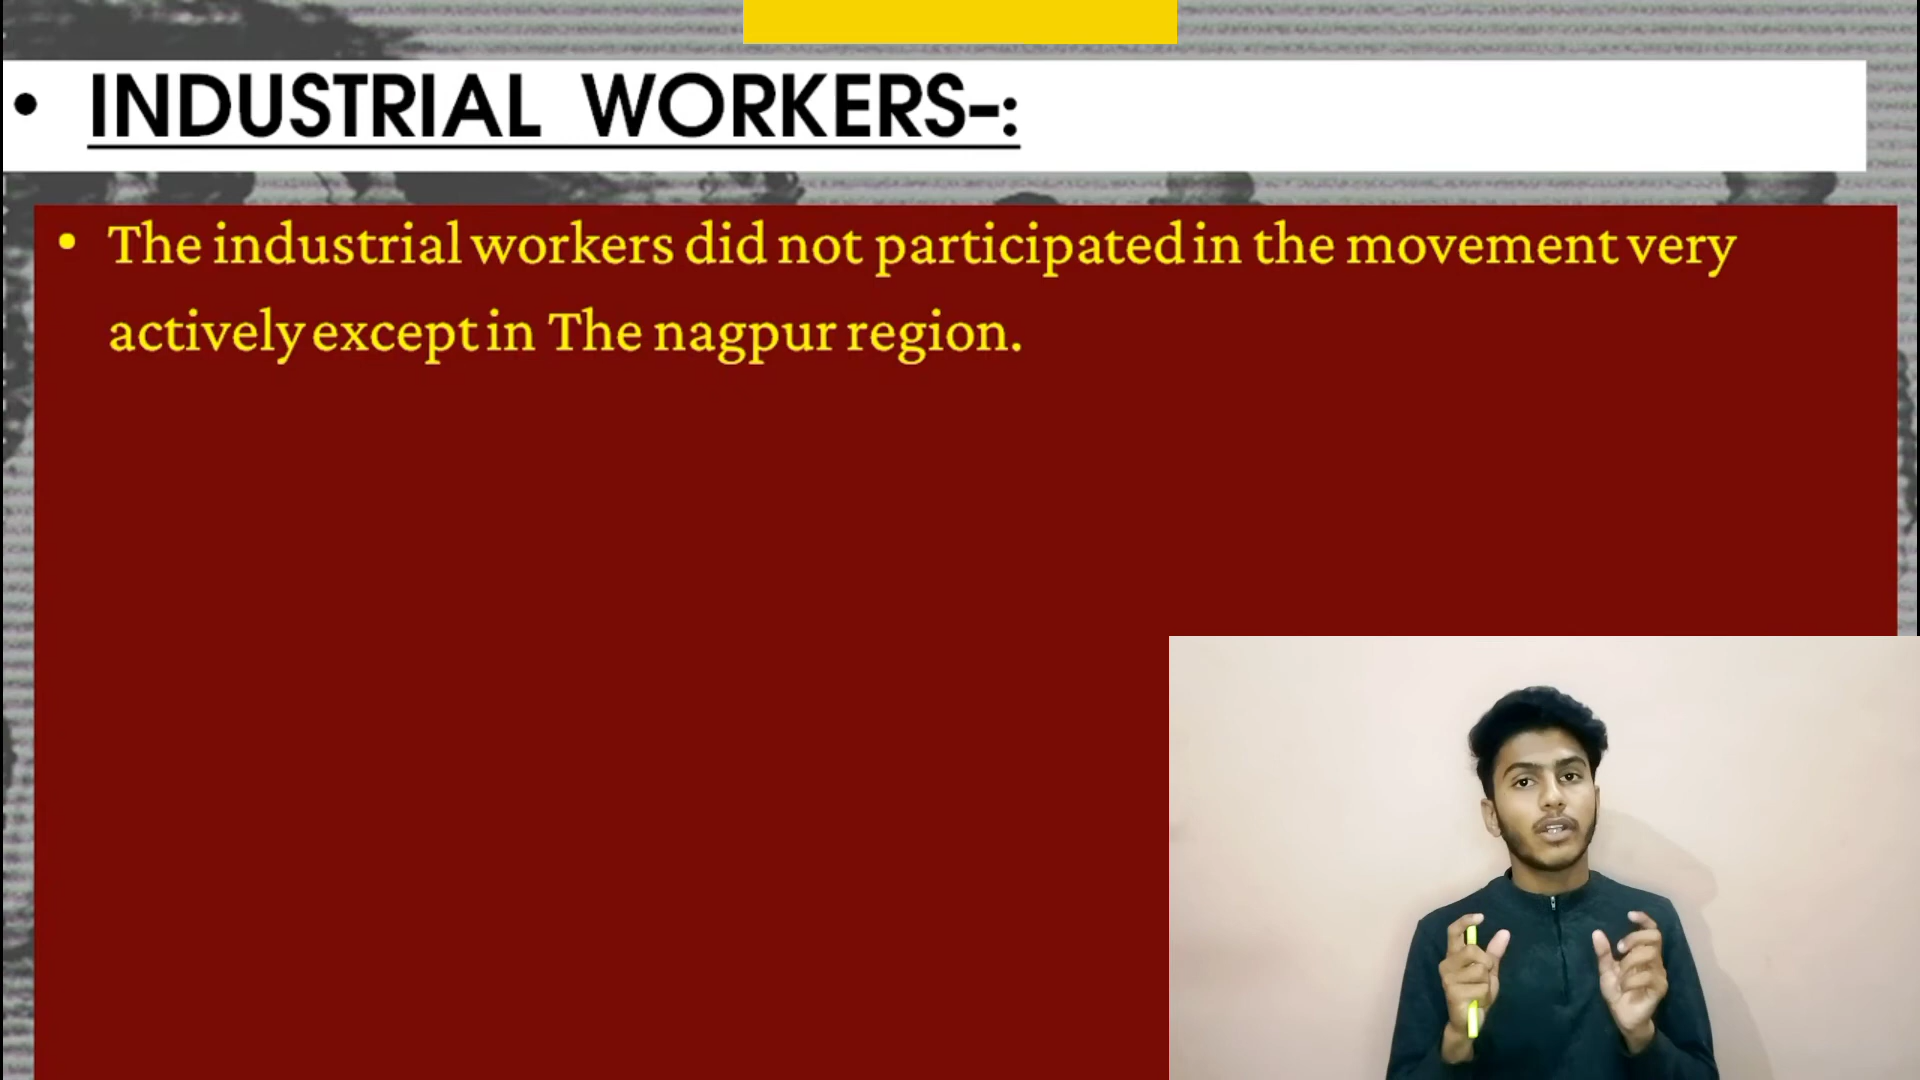 • INDUSTRIAL WORKERS-:
• The industrial workers did not participated in the movement very
actively except in The nagpur region.